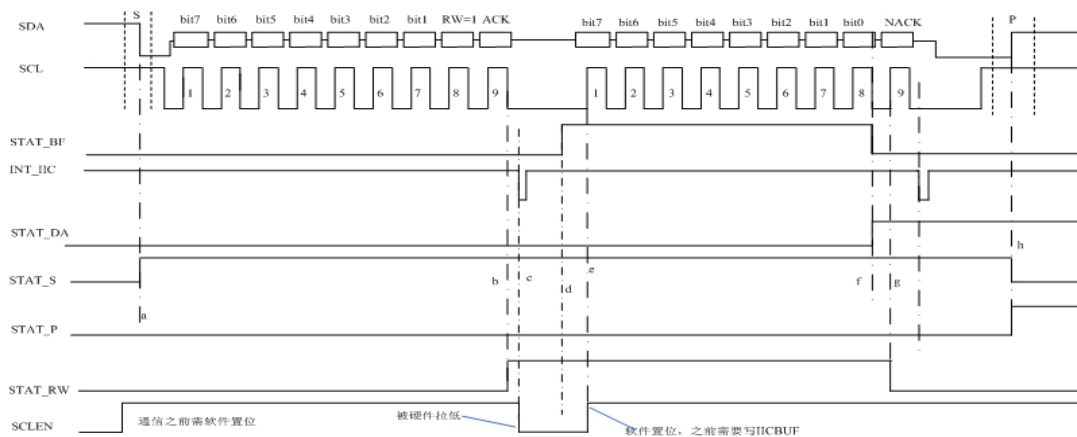 S P
bit7 bit6 bit5 bit4 bit3 bit2 bit1 RW=1 ACK bit7 bit6 bit5 bit4 bit3 bit2 bit1 bit0 NACK
SDA
SCL
1 2 3 4 5 6 7 8 9 1 2 3 4 5 6 7 8 9
STAT_BF
INT_IIC
STAT_DA
h
e
STAT_S b c d f g
a
STAT_P
STAT_RW
通信之前需软件置位 被硬件拉低
SCLEN 软件置位，之前需要写IICBUF